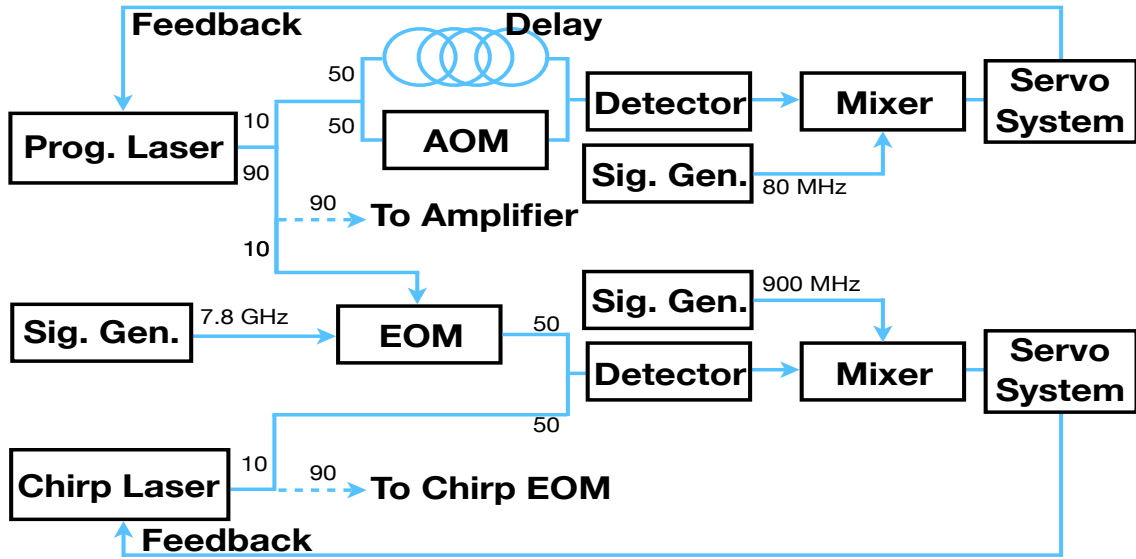 Feedback
Delay
50
50
10
90
Prog. Laser
AOM
Detector
Mixer
Servo
System
Sig. Gen.
80 MHz
90
To Amplifier
10
Sig. Gen.
900 MHz
Sig. Gen.
7.8 GHz
EOM
50
Detector
Mixer
Servo
System
50
Chirp Laser
10
90
To Chirp EOM
Feedback